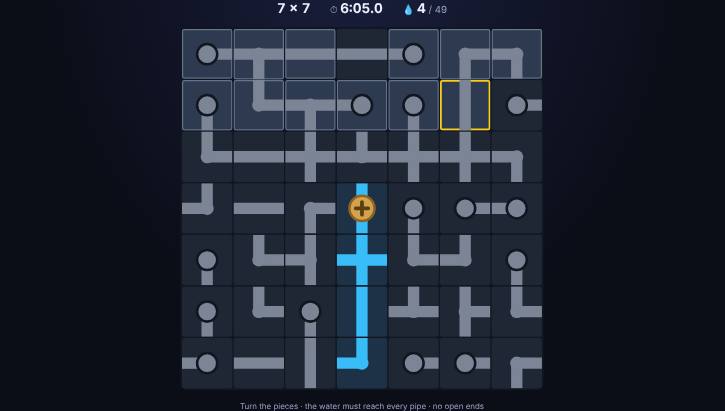 7 × 7 6:05.0 4 / 49
Turn the pieces · the water must reach every pipe · no open ends